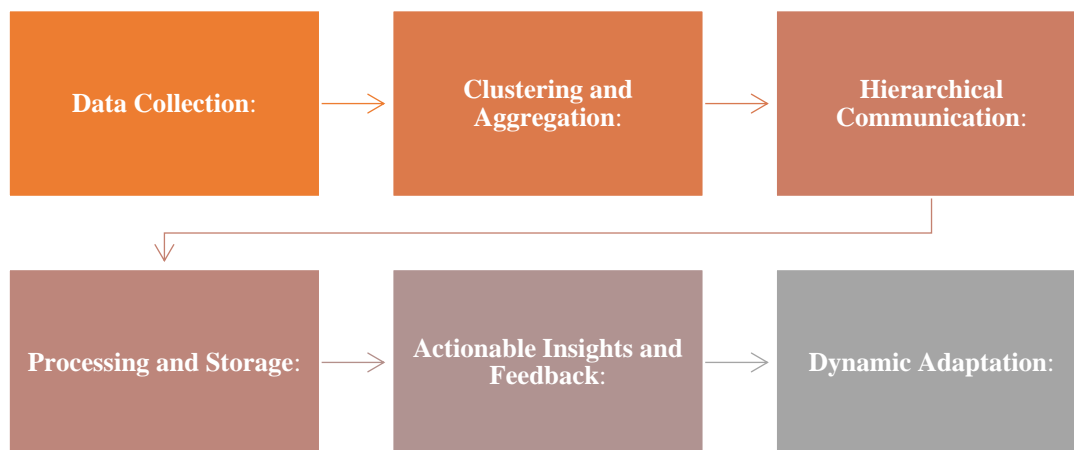 Data Collection:
Clustering and
Aggregation:
Hierarchical
Communication:
Processing and Storage:
Actionable Insights and
Feedback:
Dynamic Adaptation: